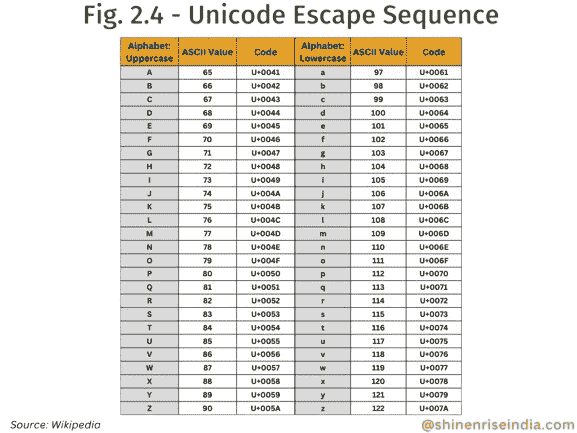 Fig. 2.4 - Unicode Escape Sequence
Alphabet: Uppercase ASCII Value Code Alphabet: Lowercase ASCII Value Code
A 65 U+0041 a 97 U+0061
B 66 U+0042 b 98 U+0062
C 67 U+0043 c 99 U+0063
D 68 U+0044 d 100 U+0064
E 69 U+0045 e 101 U+0065
F 70 U+0046 f 102 U+0066
G 71 U+0047 g 103 U+0067
H 72 U+0048 h 104 U+0068
I 73 U+0049 i 105 U+0069
J 74 U+004A j 106 U+006A
K 75 U+004B k 107 U+006B
L 76 U+004C l 108 U+006C
M 77 U+004D m 109 U+006D
N 78 U+004E n 110 U+006E
O 79 U+004F o 111 U+006F
P 80 U+0050 p 112 U+0070
Q 81 U+0051 q 113 U+0071
R 82 U+0052 r 114 U+0072
S 83 U+0053 s 115 U+0073
T 84 U+0054 t 116 U+0074
U 85 U+0055 u 117 U+0075
V 86 U+0056 v 118 U+0076
W 87 U+0057 w 119 U+0077
X 88 U+0058 x 120 U+0078
Y 89 U+0059 y 121 U+0079
Z 90 U+005A z 122 U+007A
Source: Wikipedia
@shinenriseindia.com